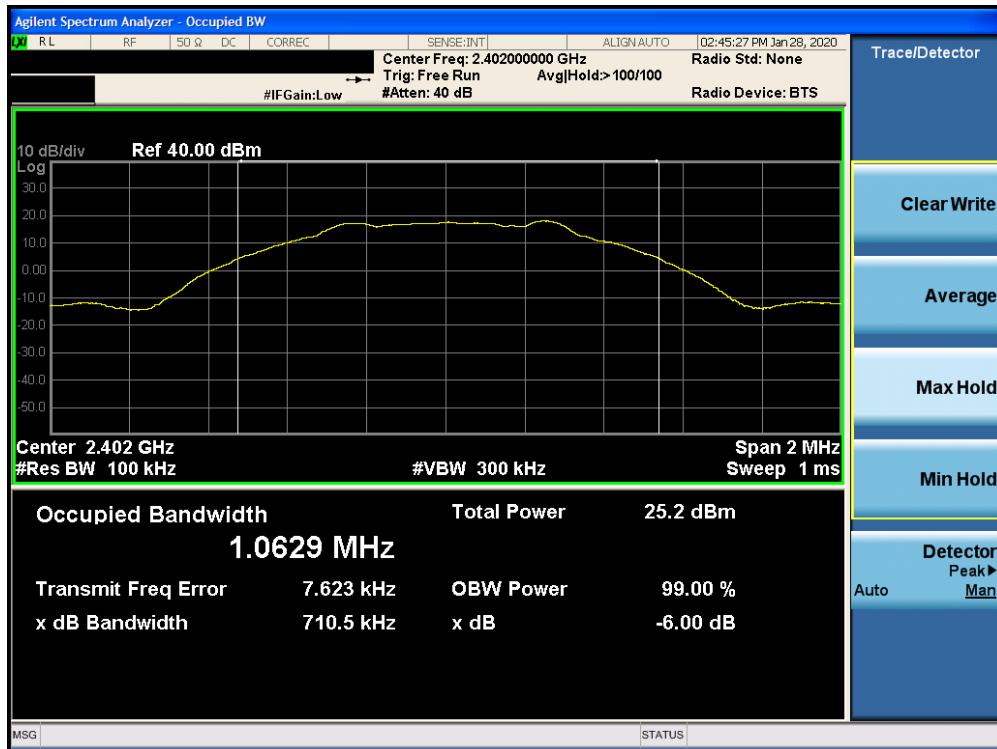 Agilent Spectrum Analyzer - Occupied BW
LXI RL RF 50 Ω DC CORREC SENSE:INT ALIGNAUTO 02:45:27 PM Jan 28, 2020
Center Freq: 2.402000000 GHz Radio Std: None
Trig: Free Run Avg|Hold:> 100/100
#IFGain:Low #Atten: 40 dB Radio Device: BTS
10 dB/div Ref 40.00 dBm
Log
30.0
20.0
10.0
0.00
-10.0
-20.0
-30.0
-40.0
-50.0
Center 2.402 GHz Span 2 MHz
#Res BW 100 kHz #VBW 300 kHz Sweep 1 ms
Occupied Bandwidth Total Power 25.2 dBm
1.0629 MHz
Transmit Freq Error 7.623 kHz OBW Power 99.00 %
x dB Bandwidth 710.5 kHz x dB -6.00 dB
MSG STATUS
Trace/Detector
Clear Write
Average
Max Hold
Min Hold
Detector
Peak▶
Auto Man